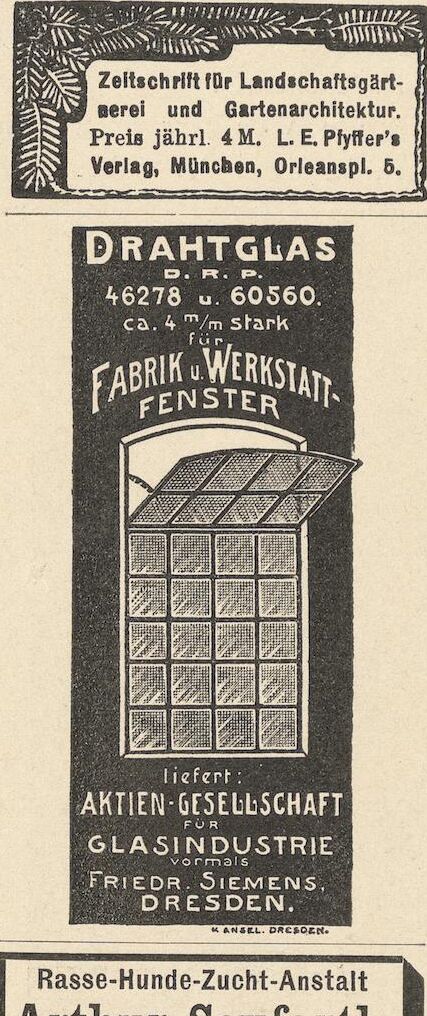 Zeitschrift für Landschaftsgärt-
nerei und Gartenarchitektur.
Preis jährl. 4 M. L. E. Pfyffer's
Verlag, München, Orleanspl. 5.
DRAHTGLAS
D. R. P.
46278 u. 60560.
ca. 4 m/m stark
für
FABRIK u. WERKSTATT-
FENSTER
liefert:
AKTIEN-GESELLSCHAFT
FÜR
GLASINDUSTRIE
vormals
FRIEDR. SIEMENS,
DRESDEN.
K ANSEL. DRESDEN.
Rasse-Hunde-Zucht-Anstalt
Arthur Seyfarth